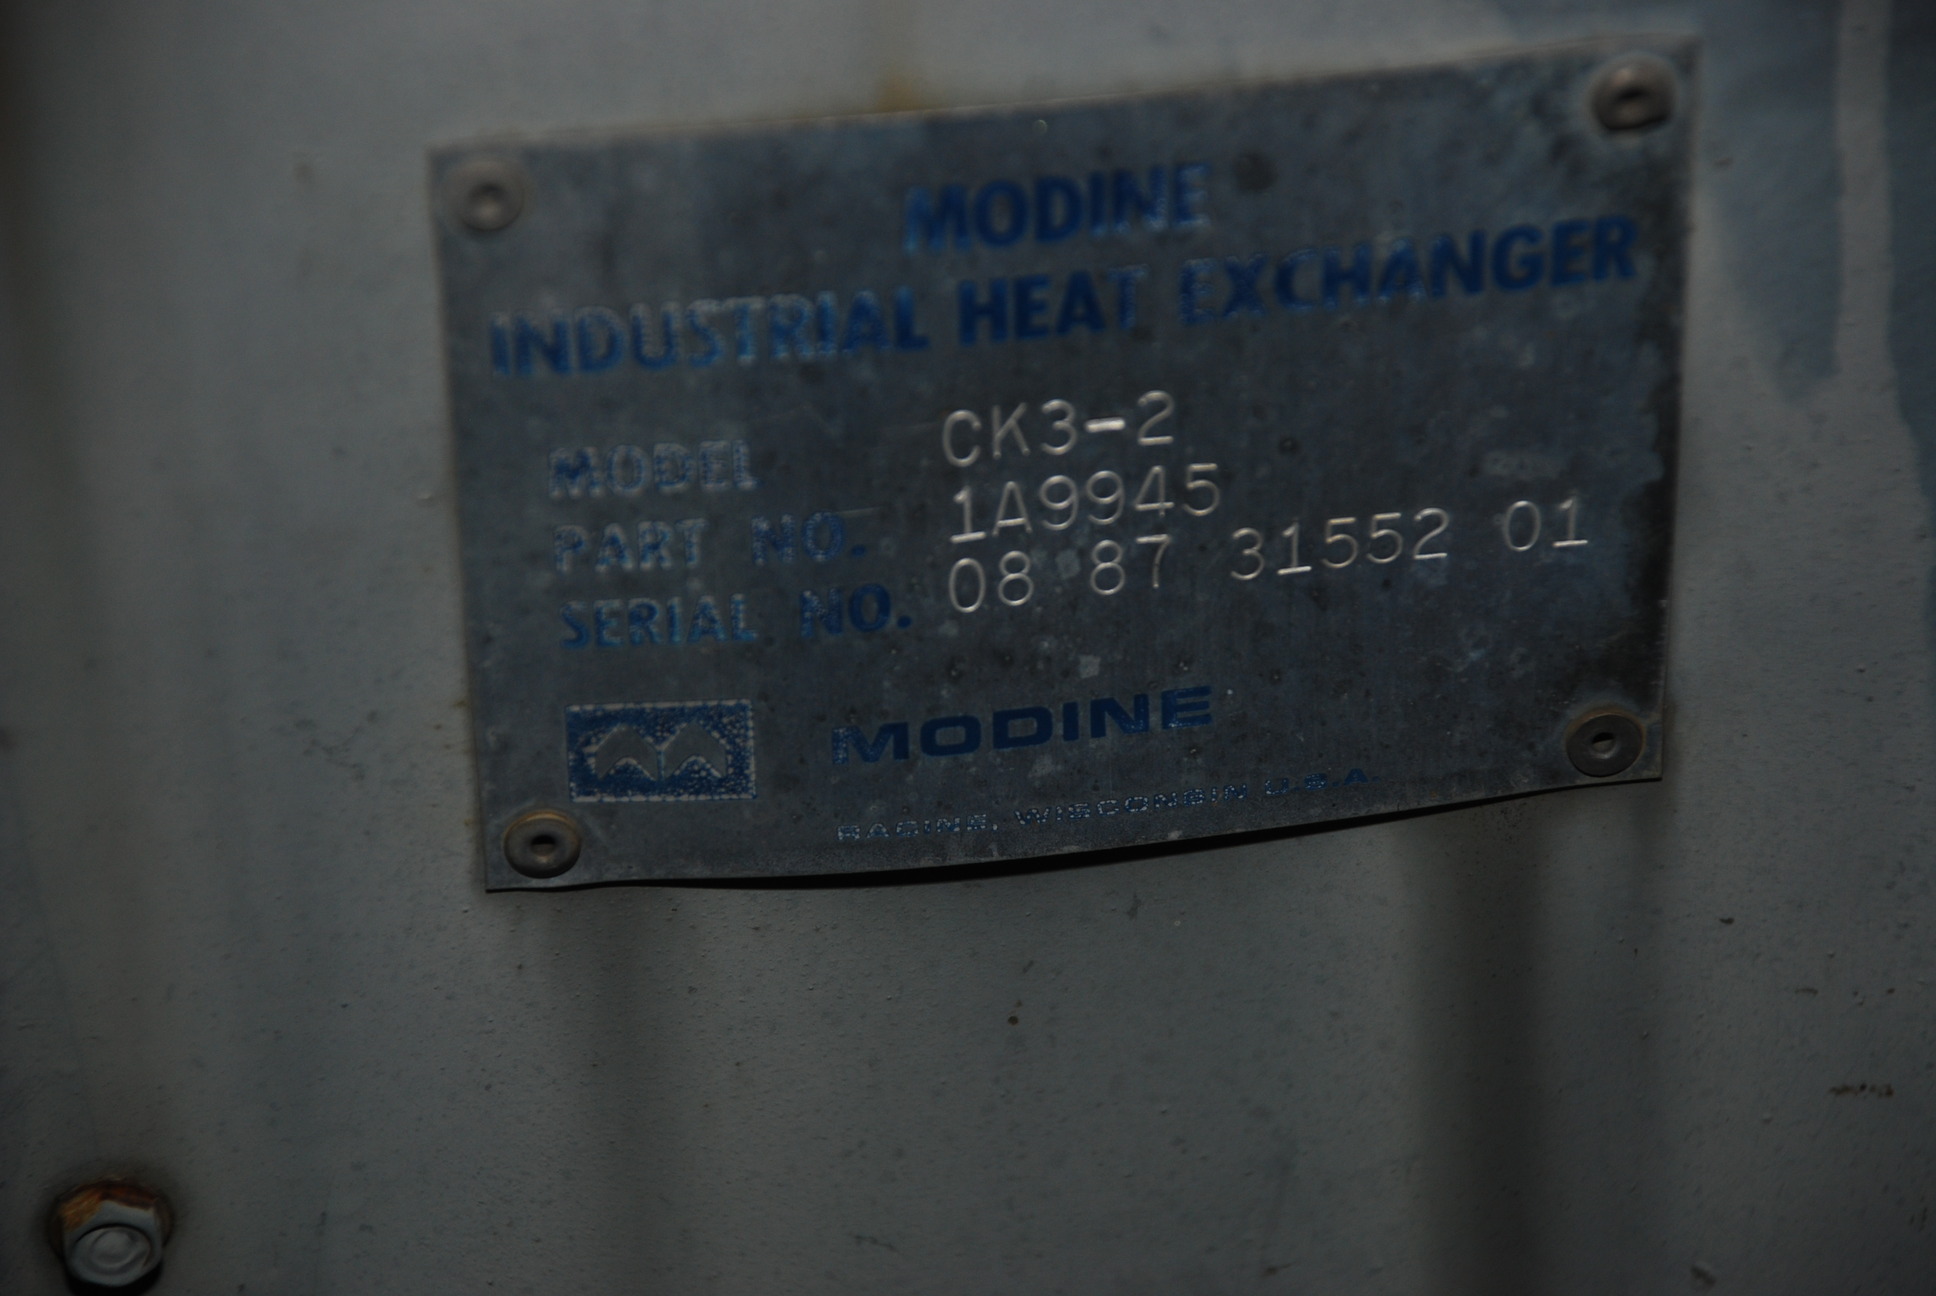 MODINE
INDUSTRIAL HEAT EXCHANGER
MODEL CK3-2
PART NO. 1A9945
SERIAL NO. 08 87 31552 01
MODINE
RACINE, WISCONSIN U.S.A.